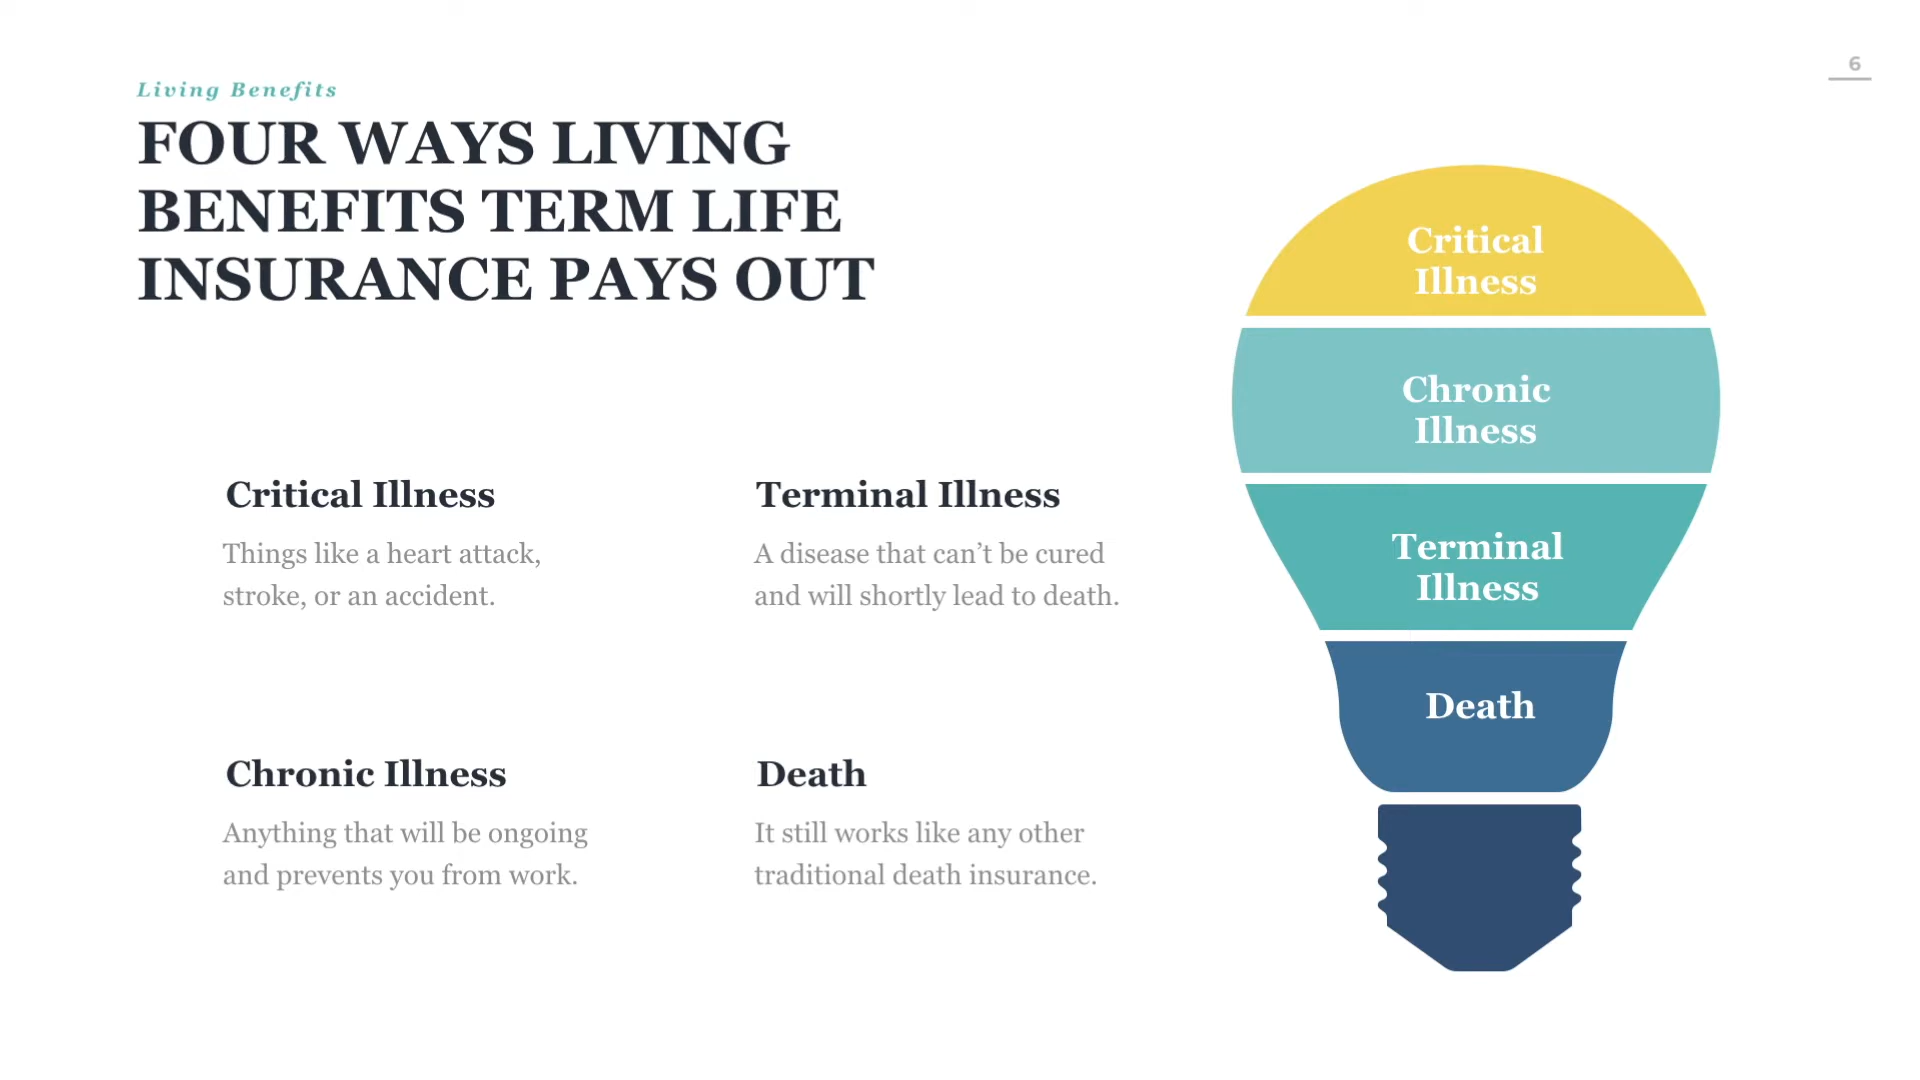 Living Benefits
6
FOUR WAYS LIVING
BENEFITS TERM LIFE
INSURANCE PAYS OUT
Critical Illness
Things like a heart attack,
stroke, or an accident.
Terminal Illness
A disease that can’t be cured
and will shortly lead to death.
Chronic Illness
Anything that will be ongoing
and prevents you from work.
Death
It still works like any other
traditional death insurance.
Critical
Illness
Chronic
Illness
Terminal
Illness
Death